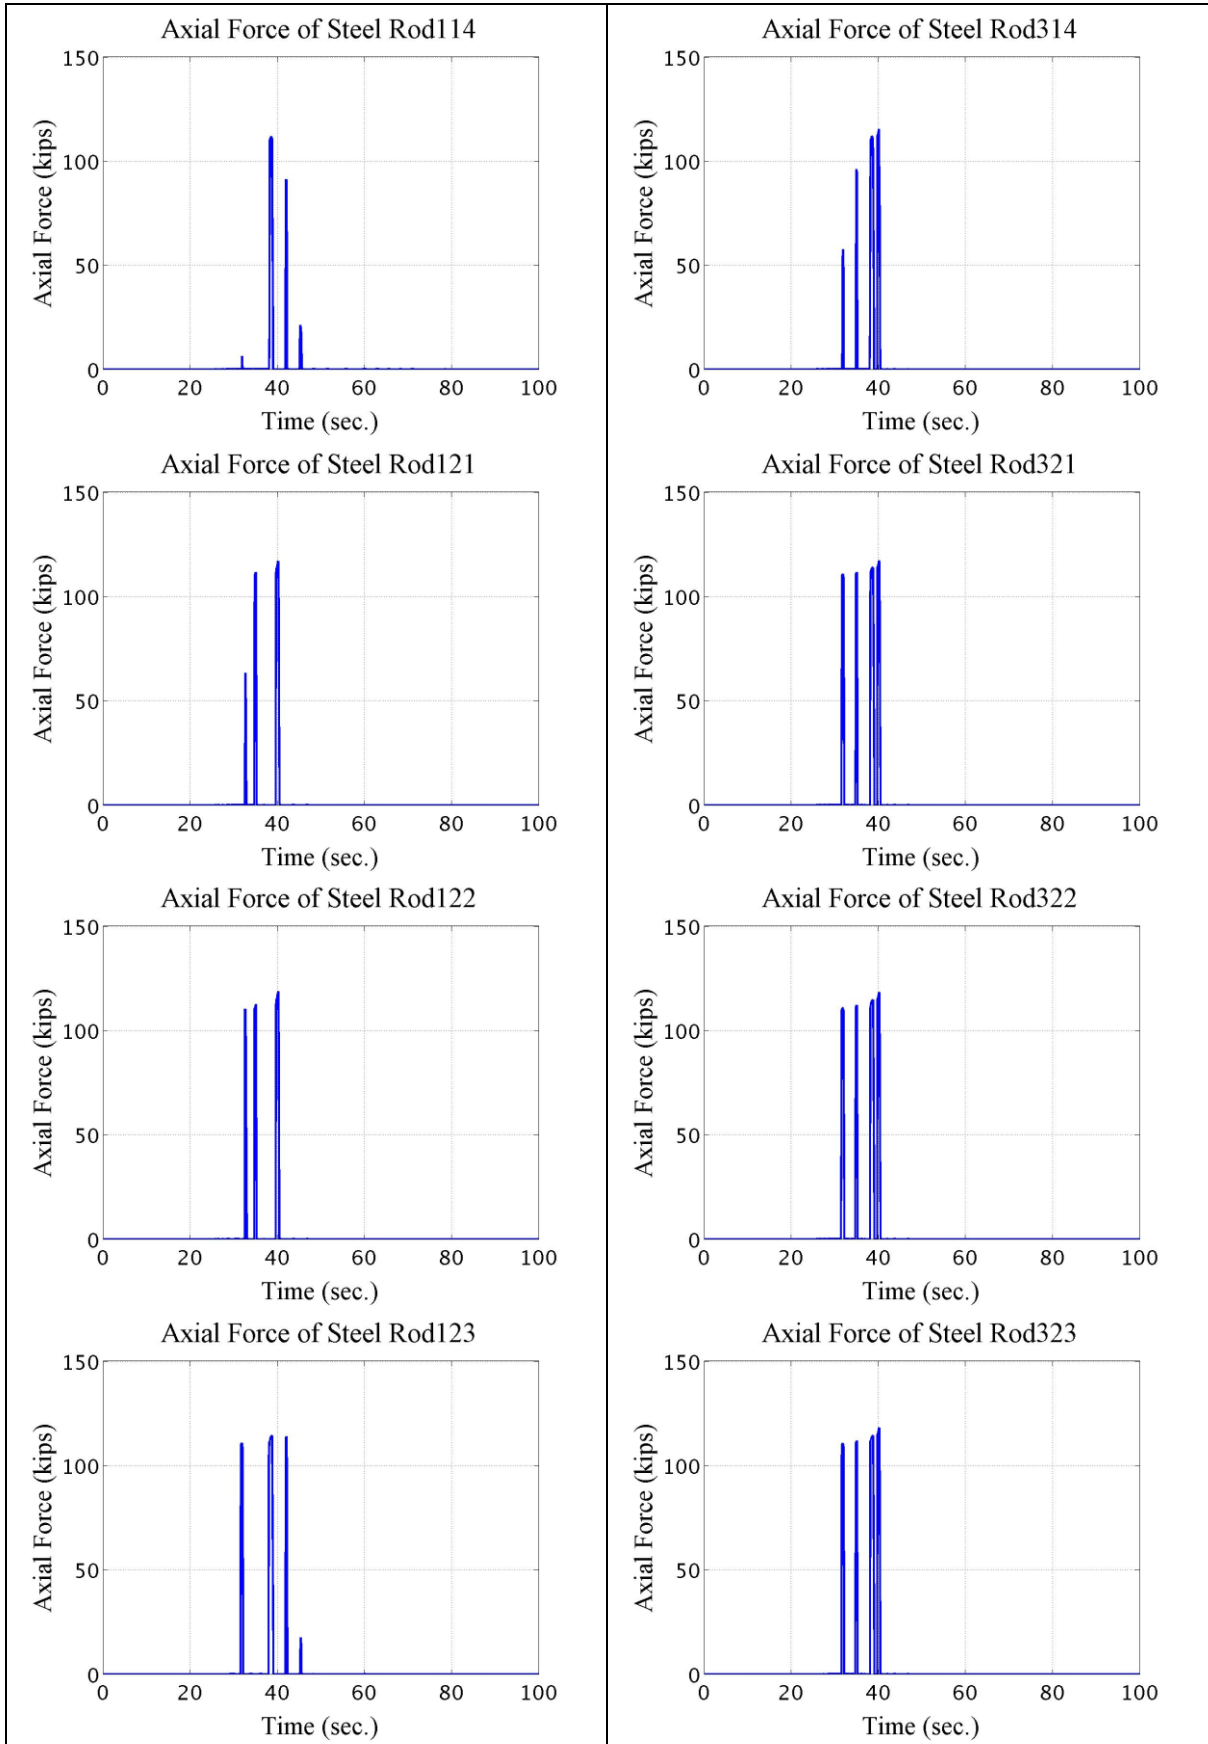 Axial Force of Steel Rod114
150
100
50
0
0 20 40 60 80 100
Axial Force (kips)
Time (sec.)
Axial Force of Steel Rod314
150
100
50
0
0 20 40 60 80 100
Axial Force (kips)
Time (sec.)
Axial Force of Steel Rod121
150
100
50
0
0 20 40 60 80 100
Axial Force (kips)
Time (sec.)
Axial Force of Steel Rod321
150
100
50
0
0 20 40 60 80 100
Axial Force (kips)
Time (sec.)
Axial Force of Steel Rod122
150
100
50
0
0 20 40 60 80 100
Axial Force (kips)
Time (sec.)
Axial Force of Steel Rod322
150
100
50
0
0 20 40 60 80 100
Axial Force (kips)
Time (sec.)
Axial Force of Steel Rod123
150
100
50
0
0 20 40 60 80 100
Axial Force (kips)
Time (sec.)
Axial Force of Steel Rod323
150
100
50
0
0 20 40 60 80 100
Axial Force (kips)
Time (sec.)